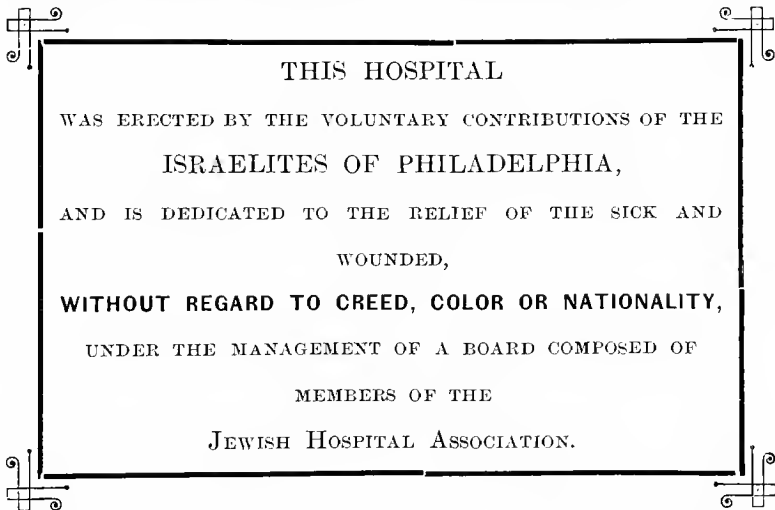 THIS HOSPITAL
WAS ERECTED BY THE VOLUNTARY CONTRIBUTIONS OF THE
ISRAELITES OF PHILADELPHIA,
AND IS DEDICATED TO THE RELIEF OF THE SICK AND
WOUNDED,
WITHOUT REGARD TO CREED, COLOR OR NATIONALITY,
UNDER THE MANAGEMENT OF A BOARD COMPOSED OF
MEMBERS OF THE
JEWISH HOSPITAL ASSOCIATION.